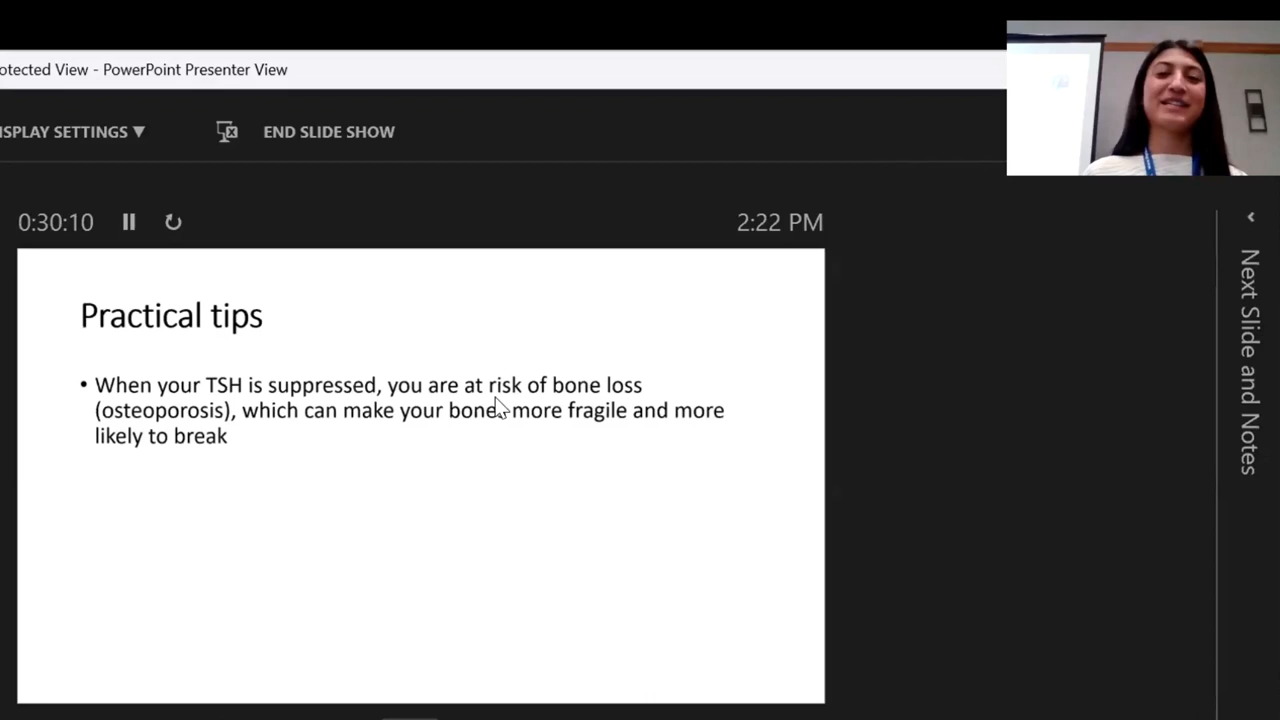 otected View - PowerPoint Presenter View
ISPLAY SETTINGS ▼
END SLIDE SHOW
0:30:10
2:22 PM
Practical tips
• When your TSH is suppressed, you are at risk of bone loss
(osteoporosis), which can make your bones more fragile and more
likely to break
Next Slide and Notes